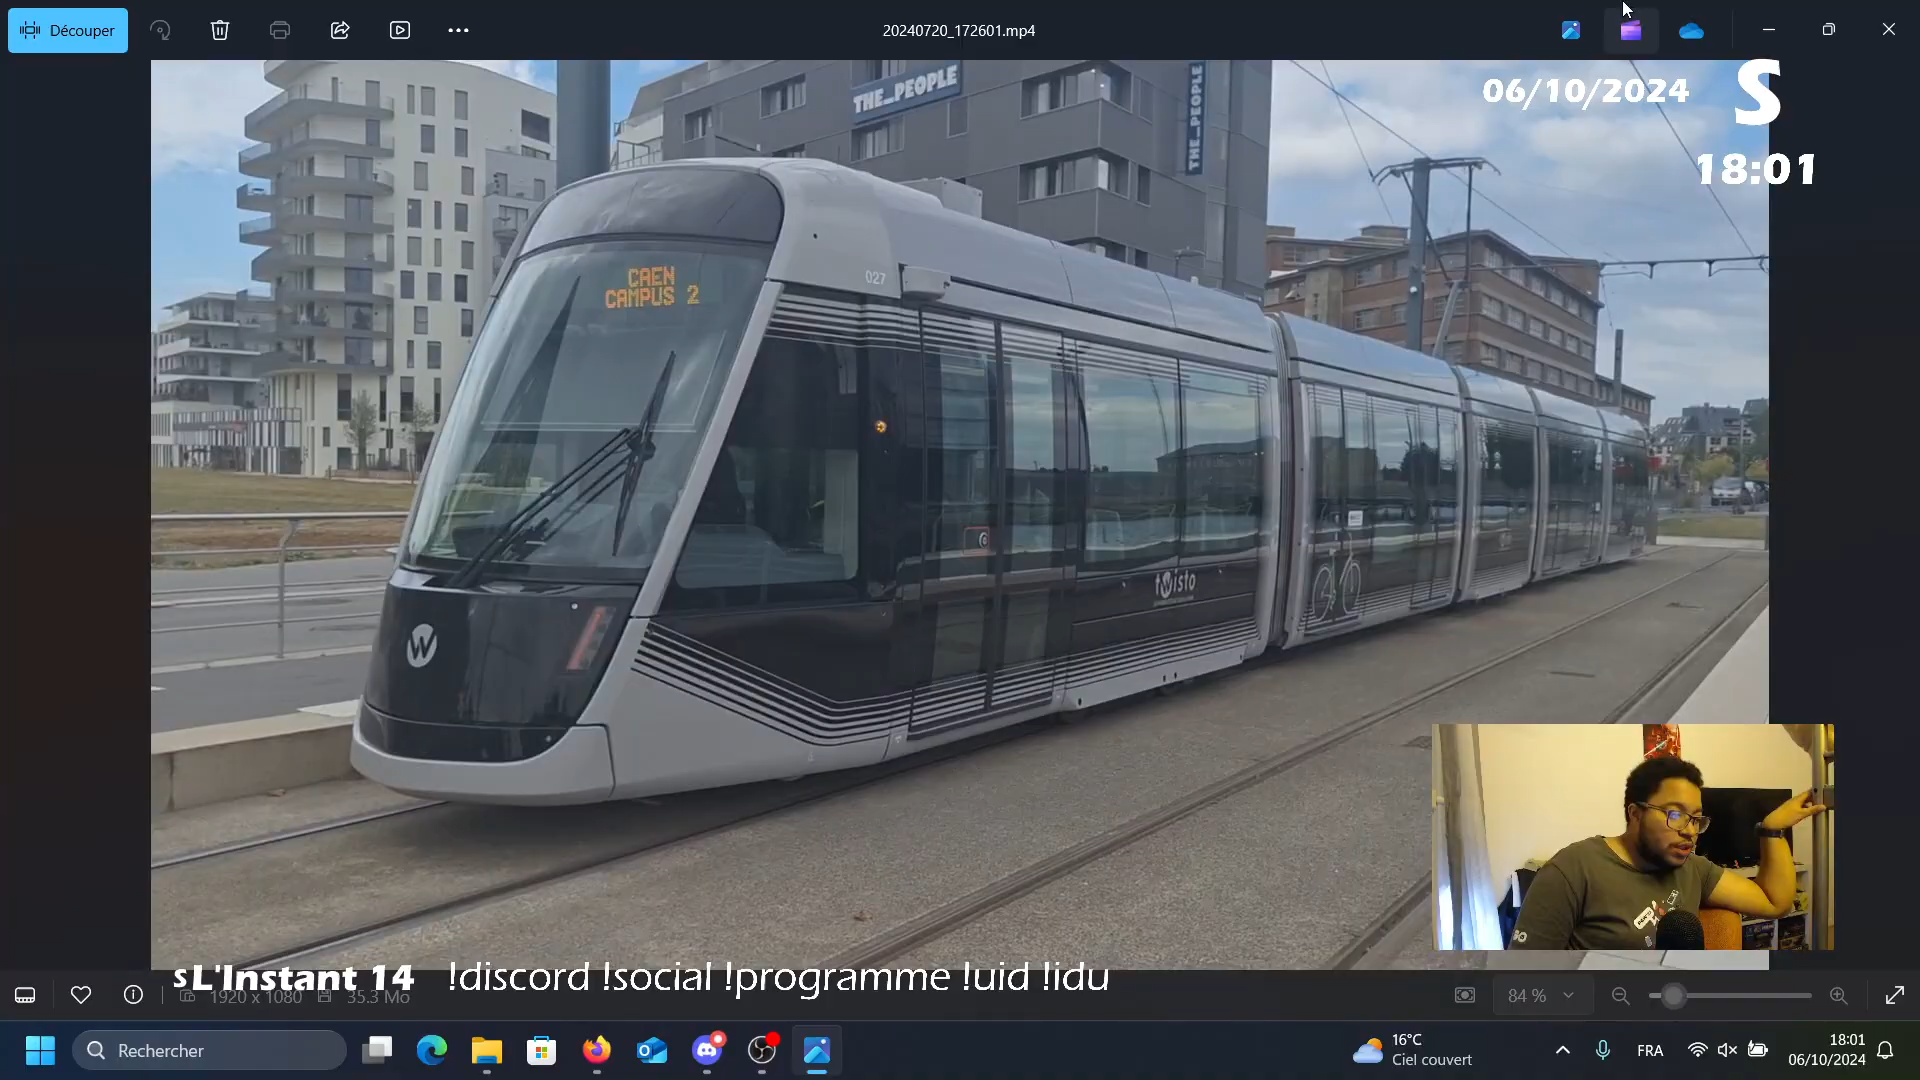 Découper
20240720_172601.mp4
06/10/2024
S
18:01
THE_PEOPLE
THE_PEOPLE
CAEN
CAMPUS 2
027
W
twisto
sL'Instant 14 !discord !social !programme !uid !idu
1920 x 1080 35.3 Mo
84 %
Rechercher
16°C
Ciel couvert
FRA
18:01
06/10/2024